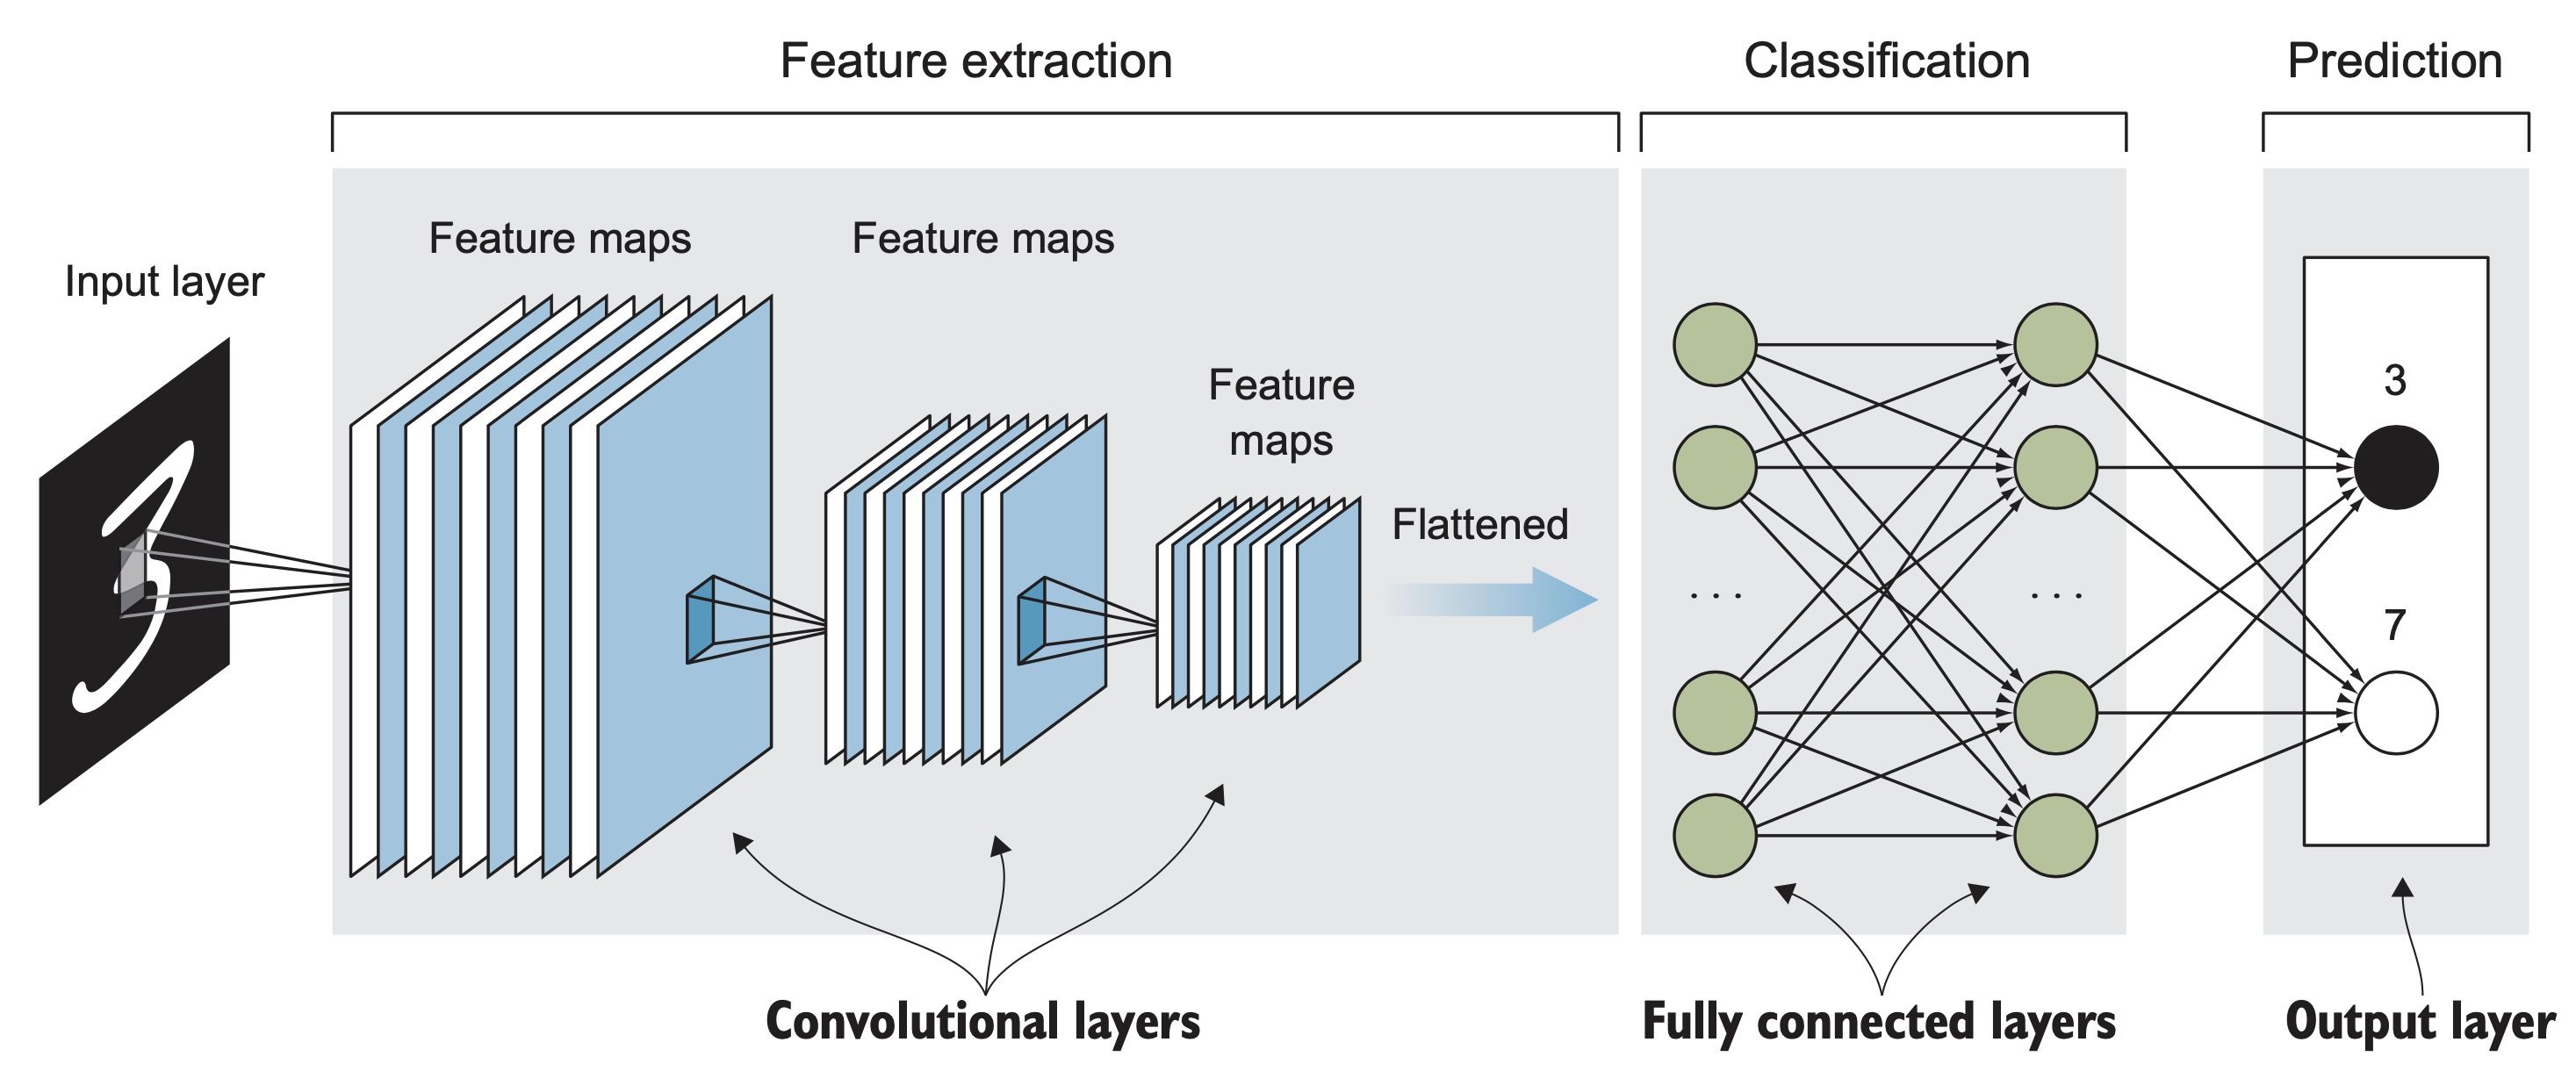 Feature extraction
Classification
Prediction
Input layer
Feature maps
Feature maps
Feature
maps
Flattened
. . .
. . .
3
7
Convolutional layers
Fully connected layers
Output layer